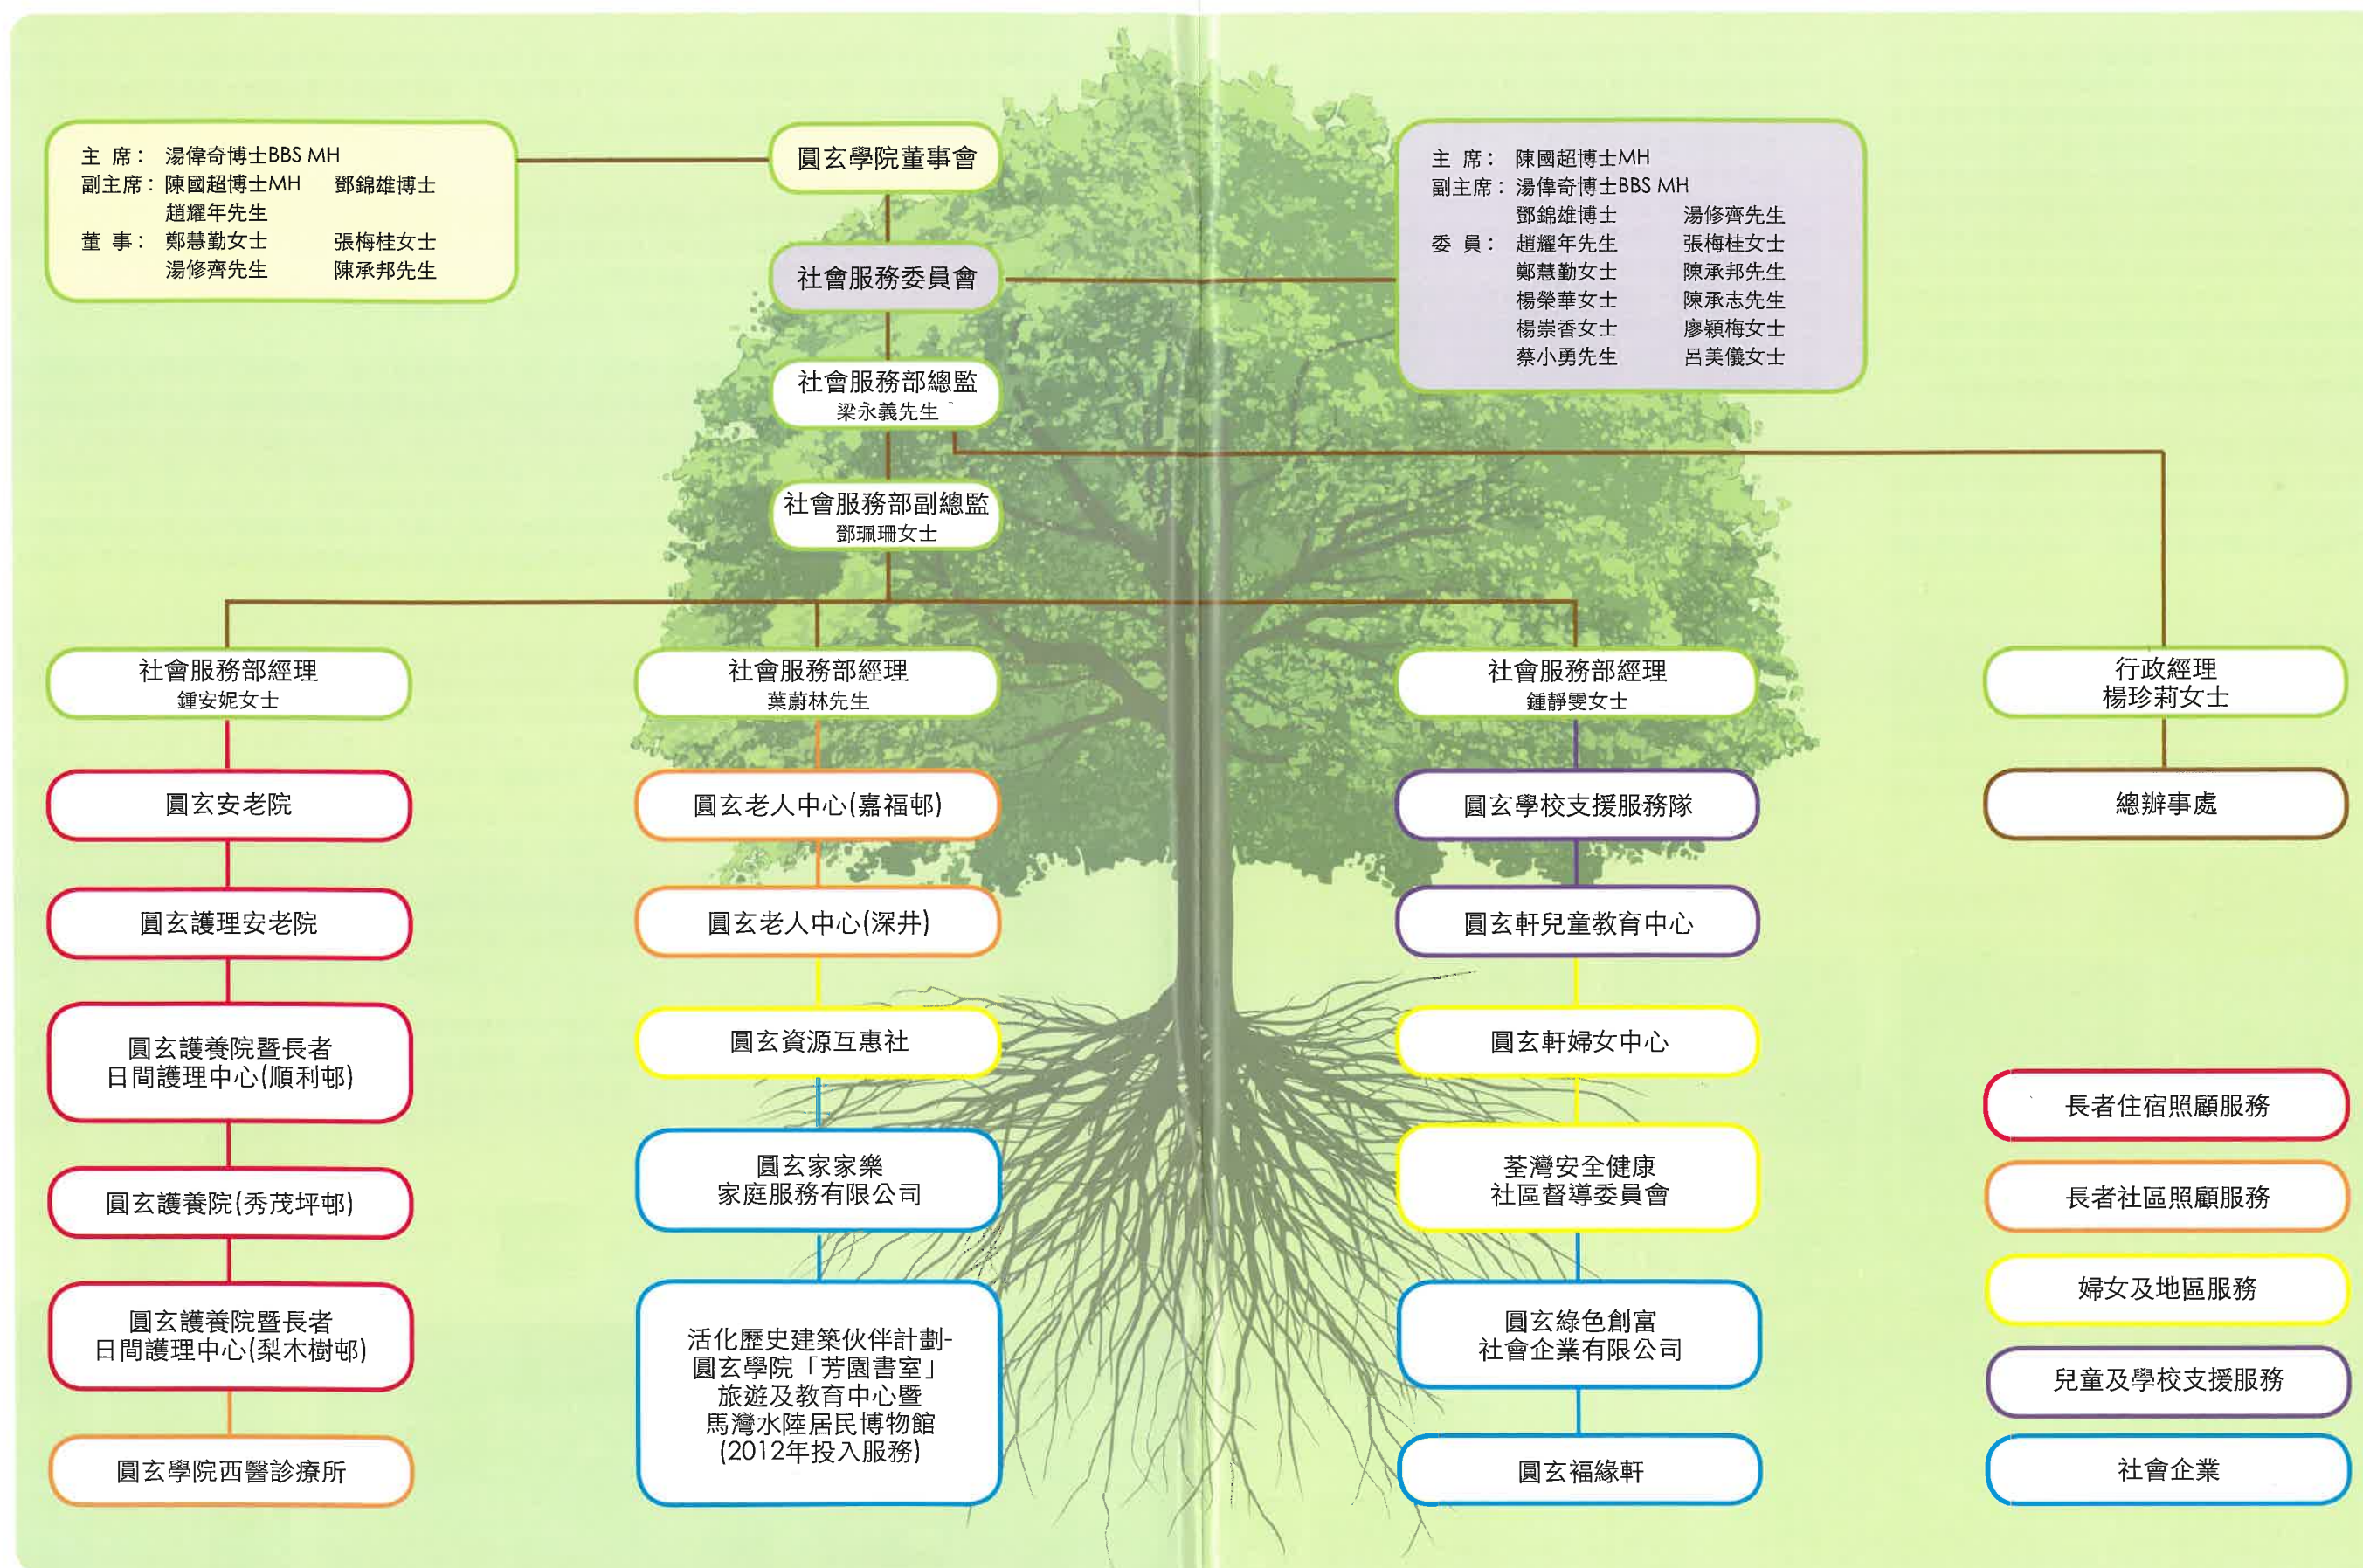 主 席： 湯偉奇博士BBS MH
副主席：陳國超博士MH 鄧錦雄博士
趙耀年先生
董 事： 鄭慧勤女士 張梅桂女士
湯修齊先生 陳承邦先生
圓玄學院董事會
主 席： 陳國超博士MH
副主席：湯偉奇博士BBS MH
鄧錦雄博士 湯修齊先生
委 員： 趙耀年先生 張梅桂女士
鄭慧勤女士 陳承邦先生
楊榮華女士 陳承志先生
楊崇香女士 廖穎梅女士
蔡小勇先生 呂美儀女士
社會服務委員會
社會服務部總監
梁永義先生
社會服務部副總監
鄧珮珊女士
社會服務部經理
鍾安妮女士
圓玄安老院
圓玄護理安老院
圓玄護養院暨長者
日間護理中心(順利邨)
圓玄護養院(秀茂坪邨)
圓玄護養院暨長者
日間護理中心(梨木樹邨)
圓玄學院西醫診療所
社會服務部經理
葉蔚林先生
圓玄老人中心(嘉福邨)
圓玄老人中心(深井)
圓玄資源互惠社
圓玄家家樂
家庭服務有限公司
活化歷史建築伙伴計劃-
圓玄學院「芳園書室」
旅遊及教育中心暨
馬灣水陸居民博物館
(2012年投入服務)
社會服務部經理
鍾靜雯女士
圓玄學校支援服務隊
圓玄軒兒童教育中心
圓玄軒婦女中心
荃灣安全健康
社區督導委員會
圓玄綠色創富
社會企業有限公司
圓玄福緣軒
行政經理
楊珍莉女士
總辦事處
長者住宿照顧服務
長者社區照顧服務
婦女及地區服務
兒童及學校支援服務
社會企業